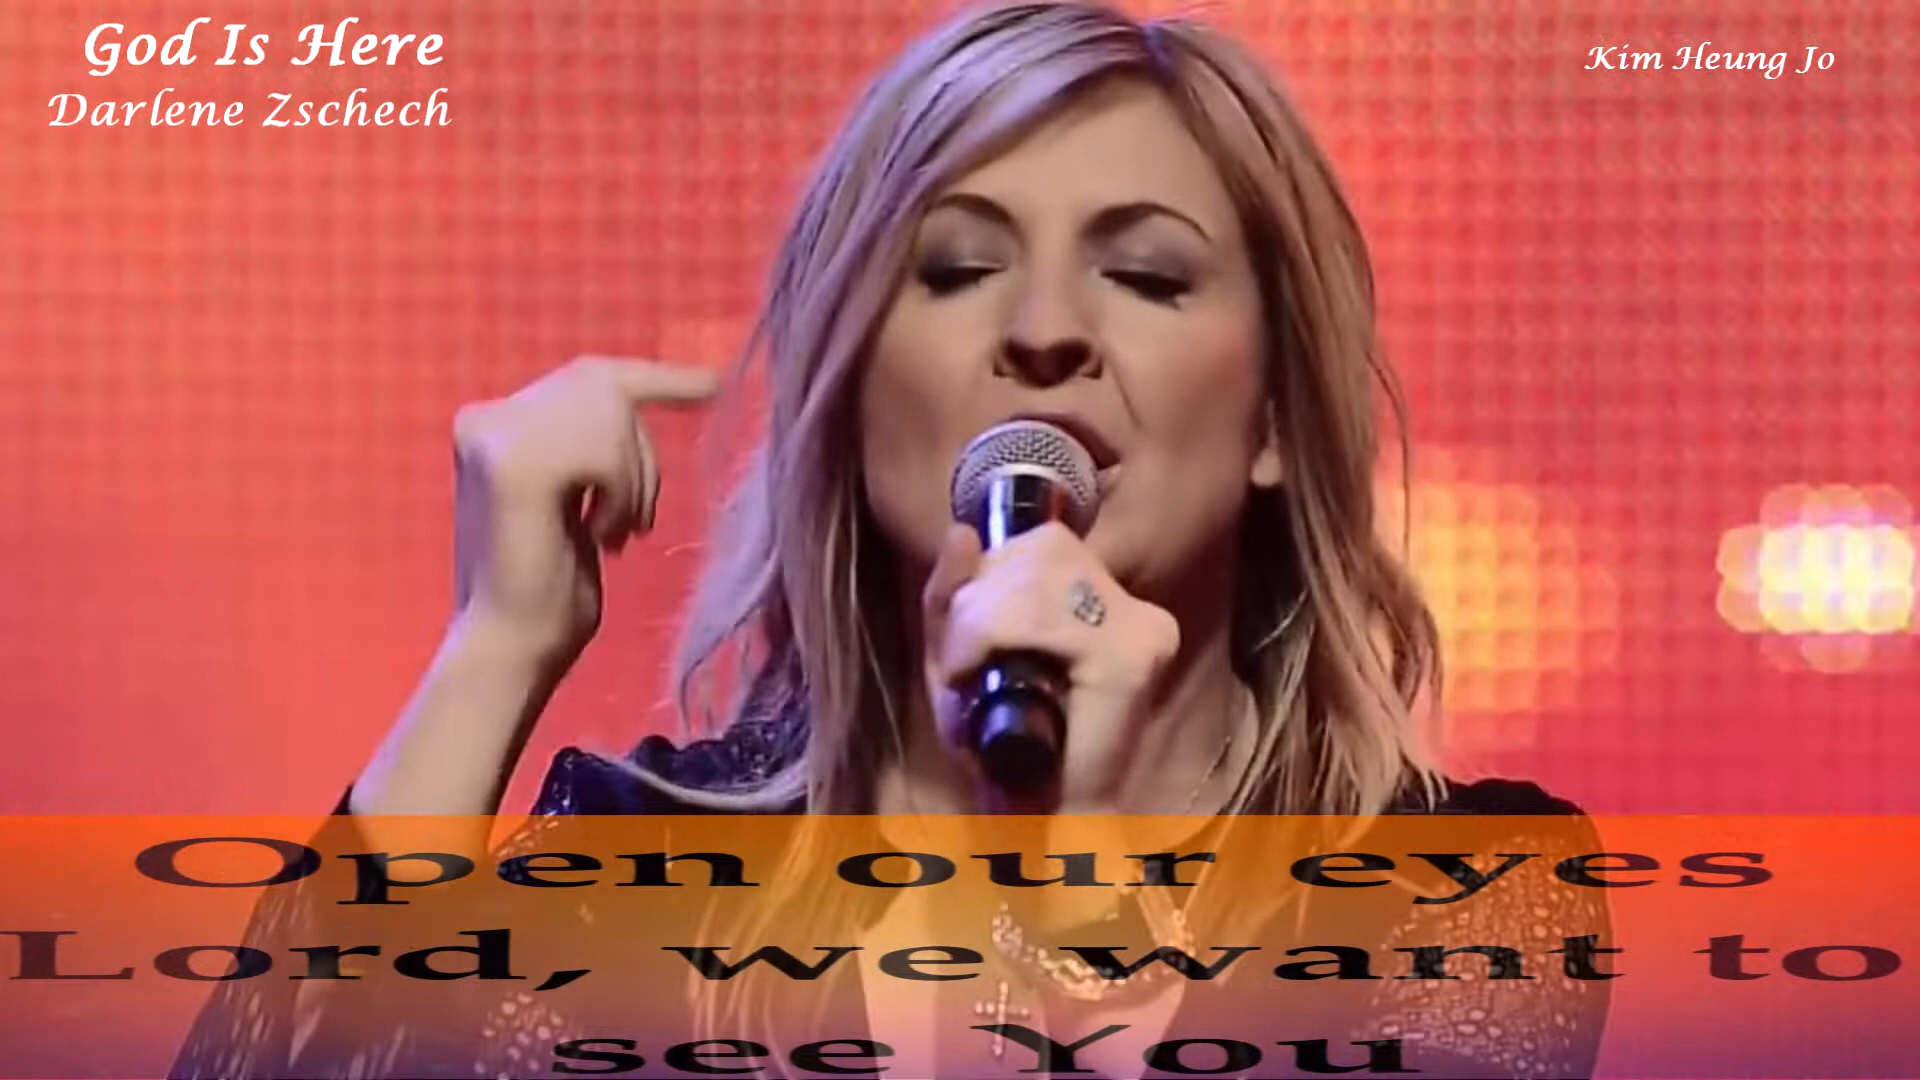 God Is Here
Darlene Zschech
Kim Heung Jo
Open our eyes
Lord, we want to
see You